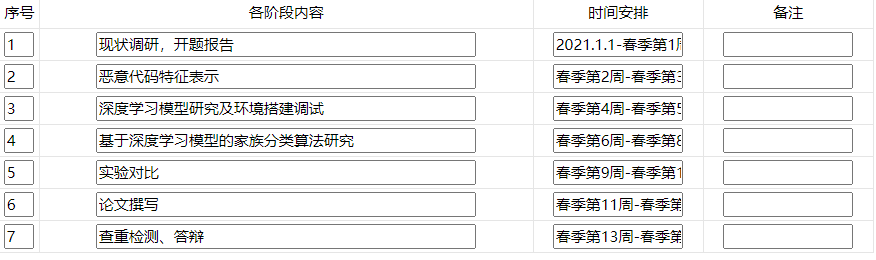 序号 各阶段内容 时间安排 备注
1 现状调研，开题报告 2021.1.1-春季第1
2 恶意代码特征表示 春季第2周-春季第3
3 深度学习模型研究及环境搭建调试 春季第4周-春季第5
4 基于深度学习模型的家族分类算法研究 春季第6周-春季第8
5 实验对比 春季第9周-春季第1
6 论文撰写 春季第11周-春季第
7 查重检测、答辩 春季第13周-春季第